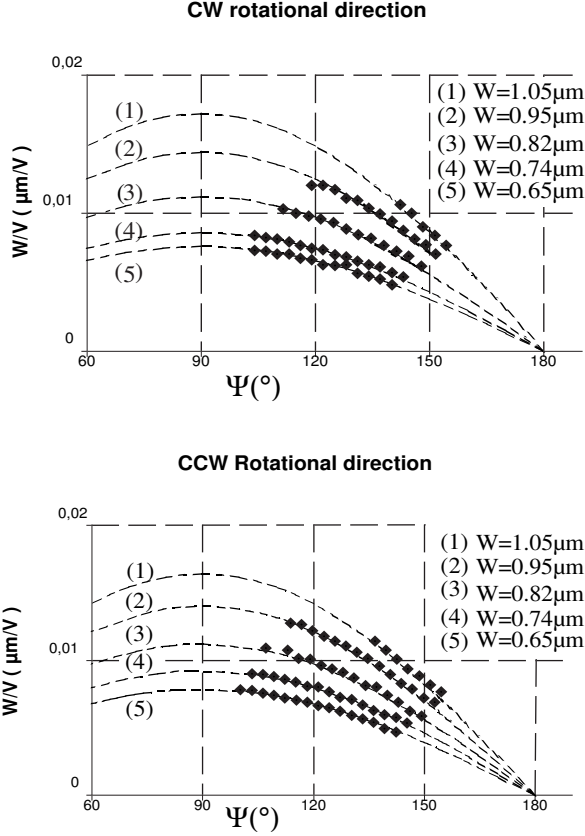 CW rotational direction
0,02
(1) W=1.05µm
(2) W=0.95µm
(3) W=0.82µm
(4) W=0.74µm
(5) W=0.65µm
(1)
(2)
(3)
(4)
(5)
W/V ( µm/V)
0,01
0
60 90 120 150 180
Ψ(°)
CCW Rotational direction
0,02
(1) W=1.05µm
(2) W=0.95µm
(3) W=0.82µm
(4) W=0.74µm
(5) W=0.65µm
(1)
(2)
(3)
(4)
(5)
W/V ( µm/V)
0,01
0
60 90 120 150 180
Ψ(°)